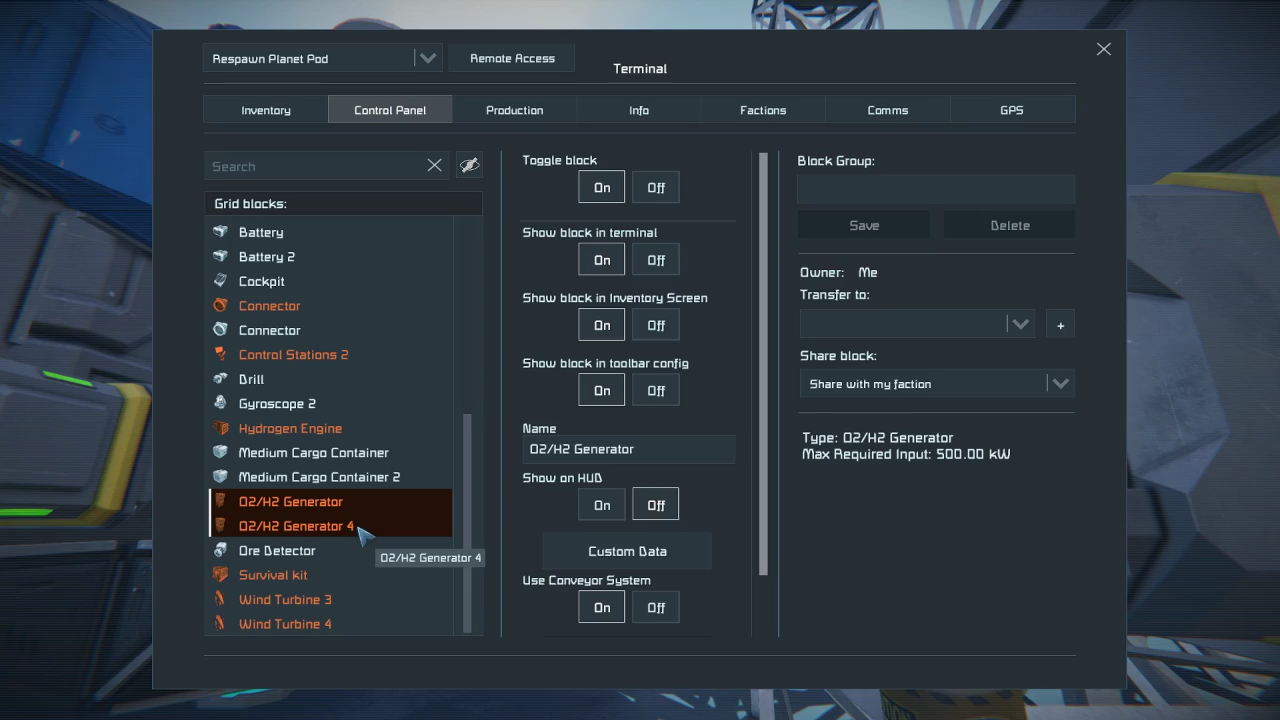 Respawn Planet Pod
Remote Access
Terminal
Inventory
Control Panel
Production
Info
Factions
Comms
GPS
Search
Grid blocks:
Battery
Battery 2
Cockpit
Connector
Connector
Control Stations 2
Drill
Gyroscope 2
Hydrogen Engine
Medium Cargo Container
Medium Cargo Container 2
O2/H2 Generator
O2/H2 Generator 4
O2/H2 Generator 4
Ore Detector
Survival kit
Wind Turbine 3
Wind Turbine 4
Toggle block
On Off
Show block in terminal
On Off
Show block in Inventory Screen
On Off
Show block in toolbar config
On Off
Name
O2/H2 Generator
Show on HUD
On Off
Custom Data
Use Conveyor System
On Off
Block Group:
Save Delete
Owner: Me
Transfer to:
+
Share block:
Share with my faction
Type: O2/H2 Generator
Max Required Input: 500.00 kW